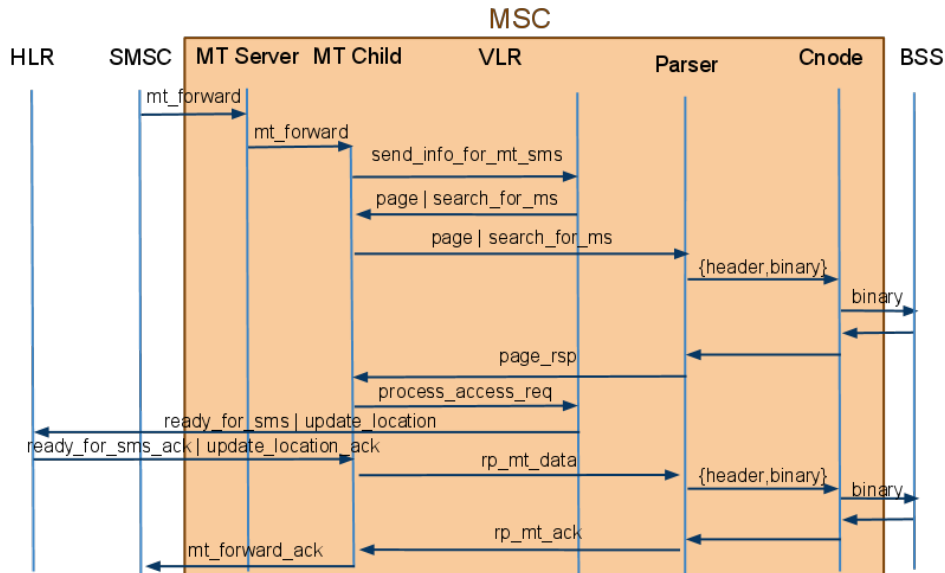 MSC
HLR SMSC MT Server MT Child VLR Parser Cnode BSS
mt_forward
mt_forward
send_info_for_mt_sms
page | search_for_ms
page | search_for_ms
{header,binary}
binary
page_rsp
process_access_req
ready_for_sms | update_location
ready_for_sms_ack | update_location_ack
rp_mt_data
{header,binary}
binary
rp_mt_ack
mt_forward_ack